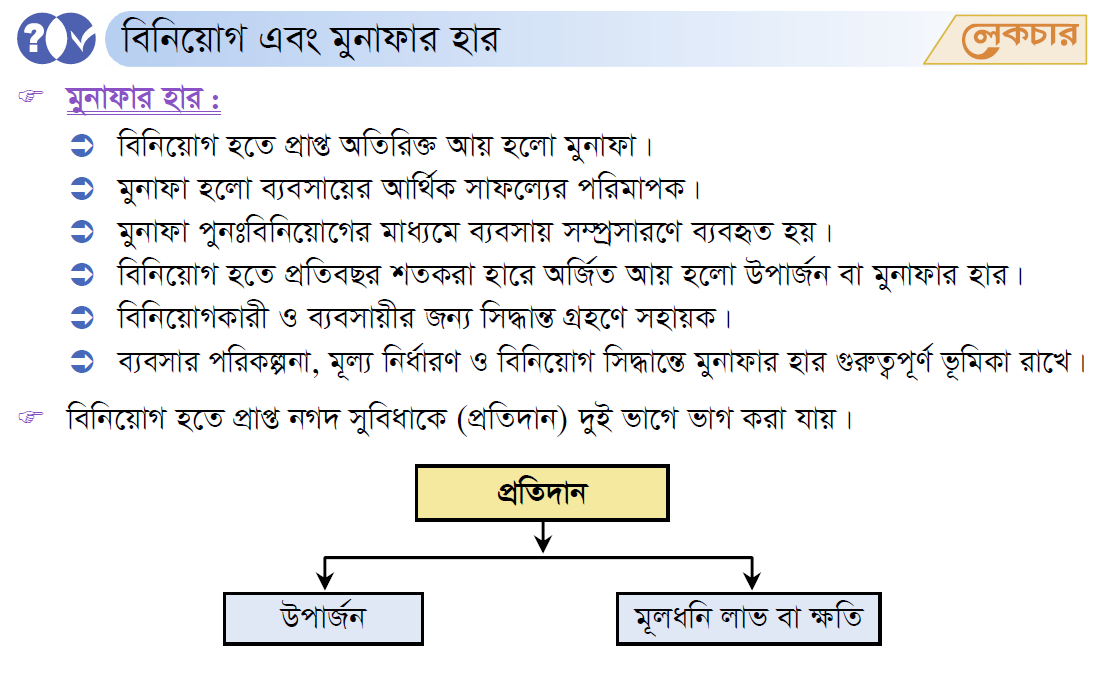 ? বিনিয়োগ এবং মুনাফার হার লেকচার
মুনাফার হার :
বিনিয়োগ হতে প্রাপ্ত অতিরিক্ত আয় হলো মুনাফা।
মুনাফা হলো ব্যবসায়ের আর্থিক সাফল্যের পরিমাপক।
মুনাফা পুনঃবিনিয়োগের মাধ্যমে ব্যবসায় সম্প্রসারণে ব্যবহৃত হয়।
বিনিয়োগ হতে প্রতিবছর শতকরা হারে অর্জিত আয় হলো উপার্জন বা মুনাফার হার।
বিনিয়োগকারী ও ব্যবসায়ীর জন্য সিদ্ধান্ত গ্রহণে সহায়ক।
ব্যবসার পরিকল্পনা, মূল্য নির্ধারণ ও বিনিয়োগ সিদ্ধান্তে মুনাফার হার গুরুত্বপূর্ণ ভূমিকা রাখে।
বিনিয়োগ হতে প্রাপ্ত নগদ সুবিধাকে (প্রতিদান) দুই ভাগে ভাগ করা যায়।
প্রতিদান
উপার্জন
মূলধনি লাভ বা ক্ষতি